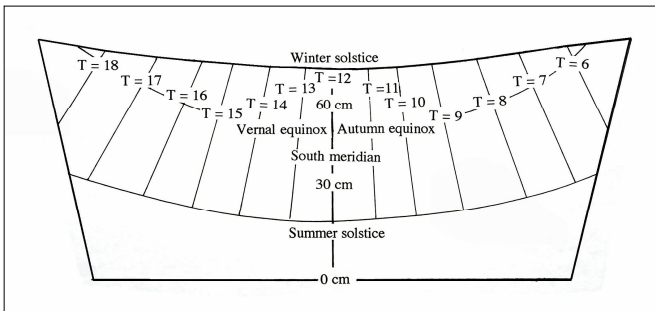 Winter solstice
T = 18
T = 17
T = 16
T = 15
T = 14
T = 13
T = 12
T = 11
T = 10
T = 9
T = 8
T = 7
T = 6
60 cm
Vernal equinox
Autumn equinox
South meridian
30 cm
Summer solstice
0 cm